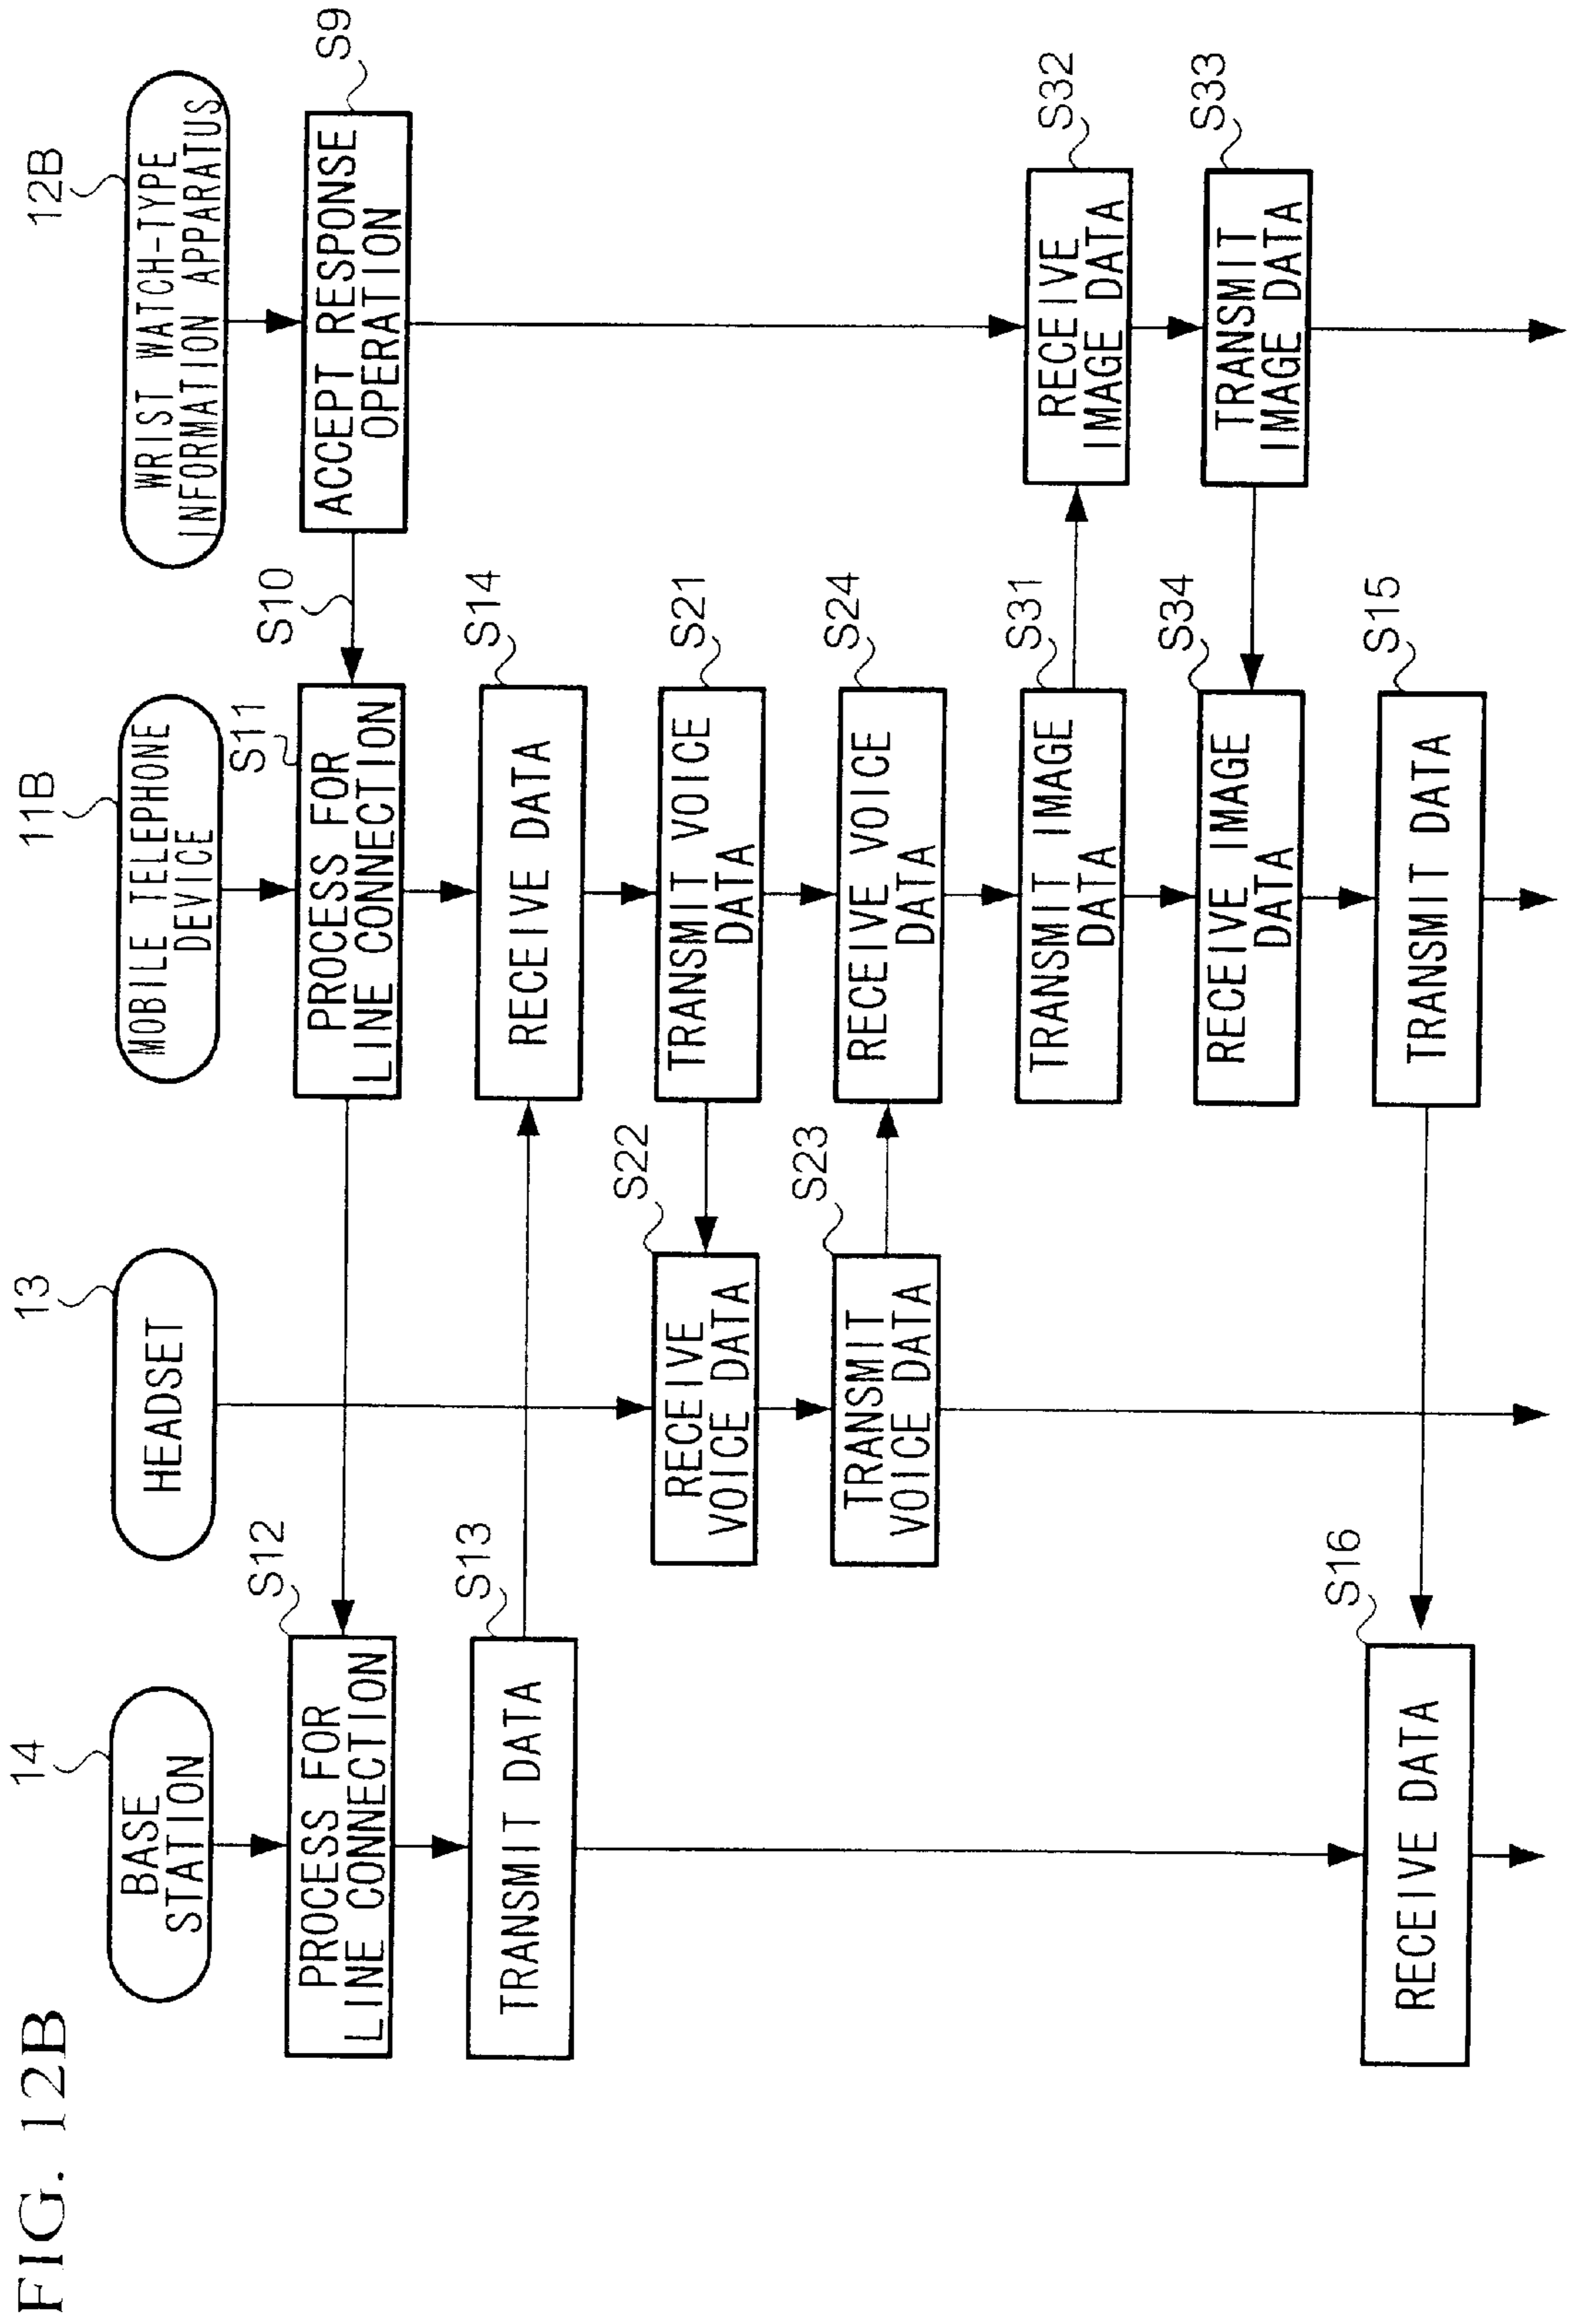 FIG. 12B
14
BASE
STATION
13
HEADSET
11B
MOBILE TELEPHONE
DEVICE
12B
WRIST WATCH-TYPE
INFORMATION APPARATUS
S9
ACCEPT RESPONSE
OPERATION
S10
S11
PROCESS FOR
LINE CONNECTION
S12
PROCESS FOR
LINE CONNECTION
S13
TRANSMIT DATA
S14
RECEIVE DATA
S21
TRANSMIT VOICE
DATA
S22
RECEIVE
VOICE DATA
S23
TRANSMIT
VOICE DATA
S24
RECEIVE VOICE
DATA
S31
TRANSMIT IMAGE
DATA
S32
RECEIVE
IMAGE DATA
S33
TRANSMIT
IMAGE DATA
S34
RECEIVE IMAGE
DATA
S15
TRANSMIT DATA
S16
RECEIVE DATA